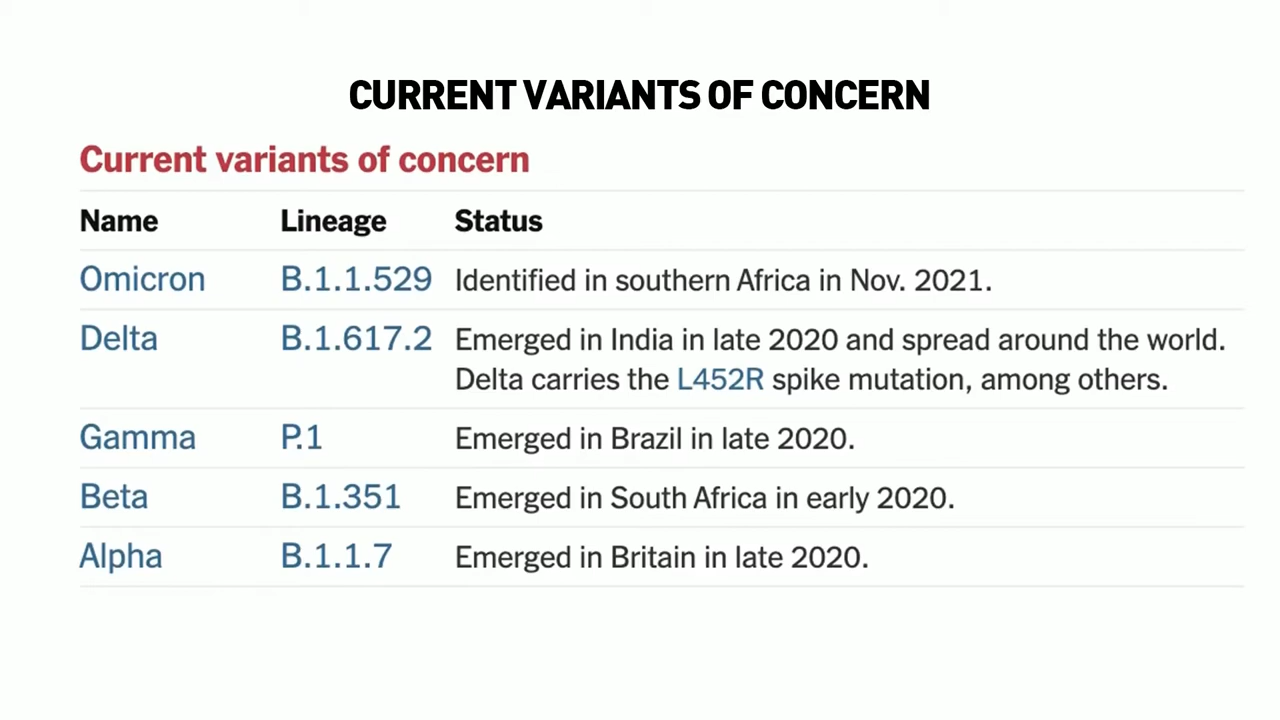 CURRENT VARIANTS OF CONCERN
Current variants of concern
Name Lineage Status
Omicron B.1.1.529 Identified in southern Africa in Nov. 2021.
Delta B.1.617.2 Emerged in India in late 2020 and spread around the world.
Delta carries the L452R spike mutation, among others.
Gamma P.1 Emerged in Brazil in late 2020.
Beta B.1.351 Emerged in South Africa in early 2020.
Alpha B.1.1.7 Emerged in Britain in late 2020.